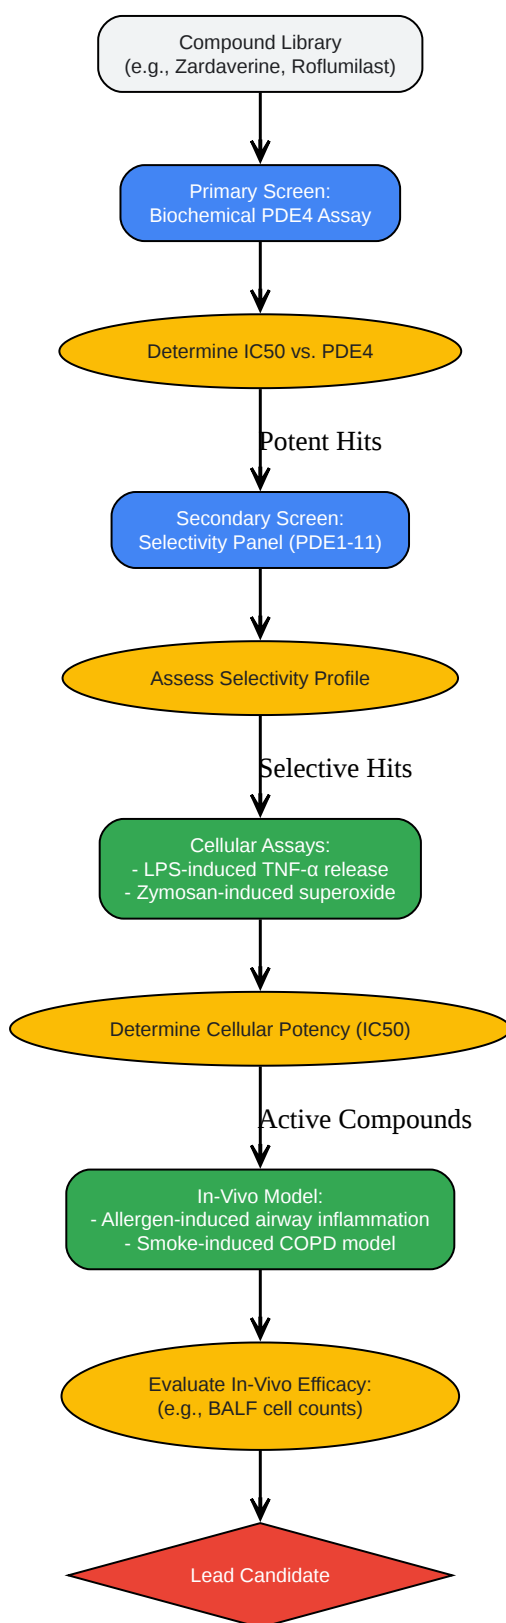 Compound Library
(e.g., Zardaverine, Roflumilast)
Primary Screen:
Biochemical PDE4 Assay
Determine IC50 vs. PDE4
Potent Hits
Secondary Screen:
Selectivity Panel (PDE1-11)
Assess Selectivity Profile
Selective Hits
Cellular Assays:
- LPS-induced TNF-α release
- Zymosan-induced superoxide
Determine Cellular Potency (IC50)
Active Compounds
In-Vivo Model:
- Allergen-induced airway inflammation
- Smoke-induced COPD model
Evaluate In-Vivo Efficacy:
(e.g., BALF cell counts)
Lead Candidate